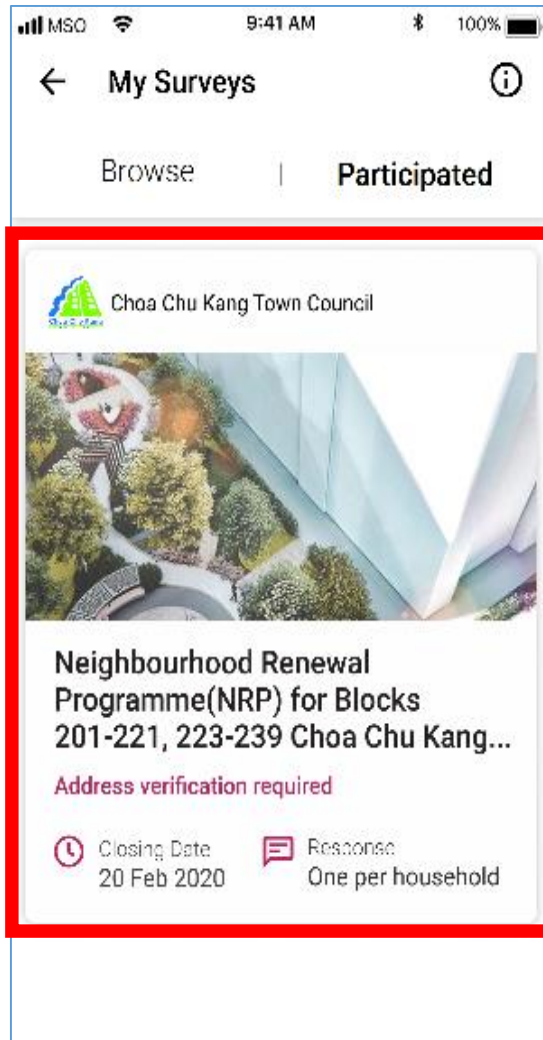 MSO 9:41 AM 100%
My Surveys
Browse | Participated
Choa Chu Kang Town Council
Neighbourhood Renewal
Programme(NRP) for Blocks
201-221, 223-239 Choa Chu Kang...
Address verification required
Closing Date Response
20 Feb 2020 One per household